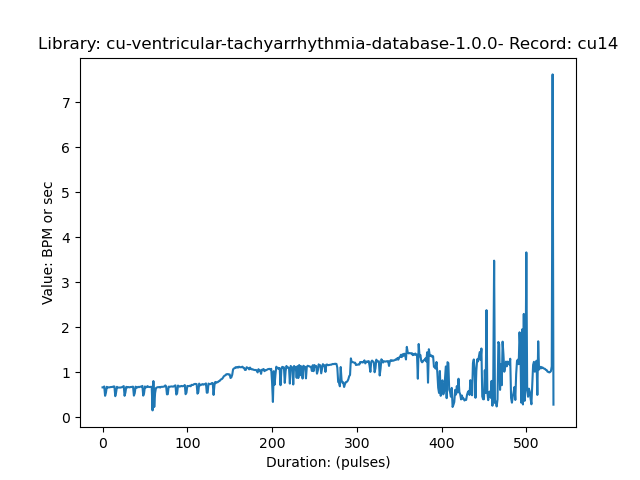 Library: cu-ventricular-tachyarrhythmia-database-1.0.0- Record: cu14
Value: BPM or sec
7
6
5
4
3
2
1
0
0 100 200 300 400 500
Duration: (pulses)